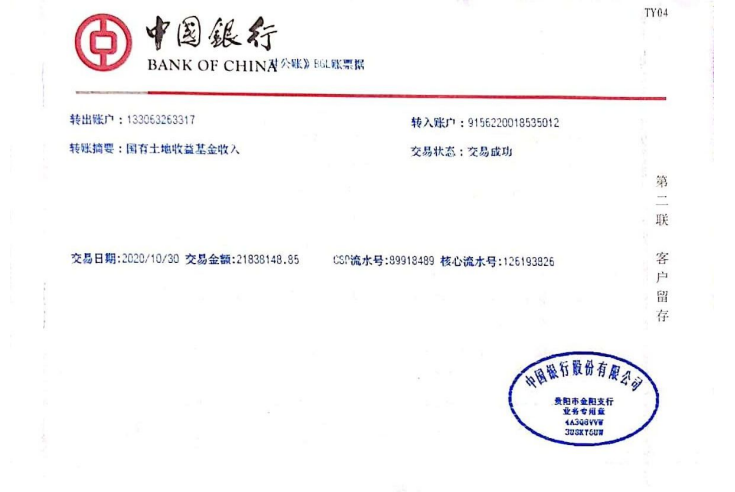 TY04
中国銀行
BANK OF CHINA 对公账》BGL账票据
转出账户：133063263317
转入账户：9156220018535012
转账摘要：国有土地收益基金收入
交易状态：交易成功
第二联 客户留存
交易日期:2020/10/30 交易金额:21838148.85 CSP流水号:89918489 核心流水号:126193826
中国银行股份有限公司
贵阳市金阳支行
业务专用章